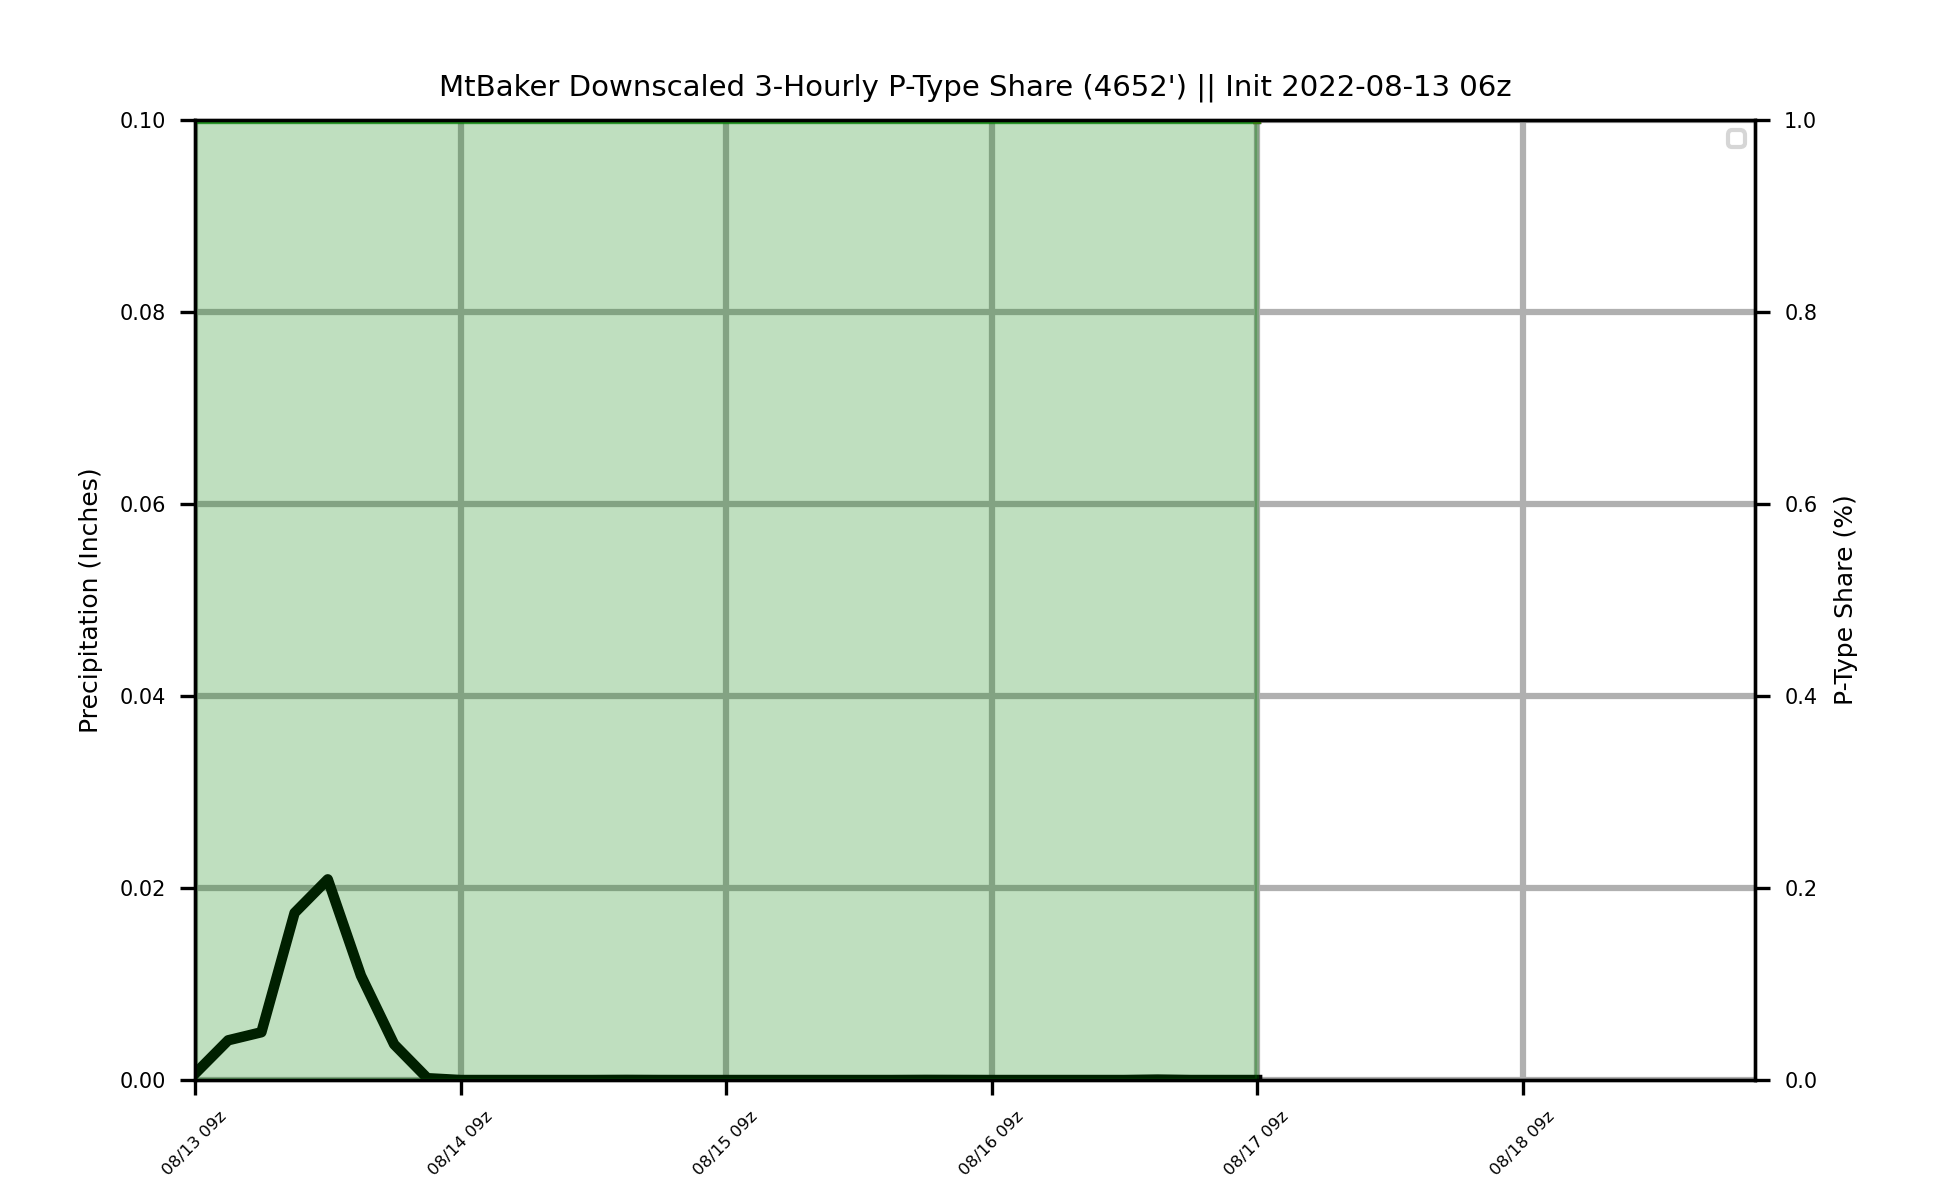 MtBaker Downscaled 3-Hourly P-Type Share (4652') || Init 2022-08-13 06z
Precipitation (Inches)
0.10
0.08
0.06
0.04
0.02
0.00
1.0
0.8
0.6
0.4
0.2
0.0
P-Type Share (%)
08/13 09z
08/14 09z
08/15 09z
08/16 09z
08/17 09z
08/18 09z